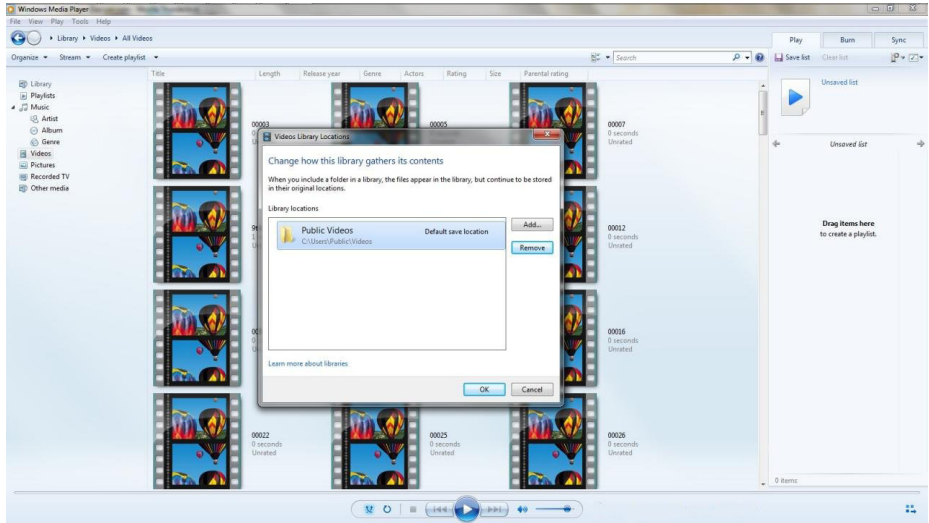 Windows Media Player
File View Play Tools Help
Library Videos All Videos
Play Burn Sync
Organize Stream Create playlist
Search
Save list Clear list
Title Length Release year Genre Actors Rating Size Parental rating
Library
Playlists
Music
Artist
Album
Genre
Videos
Pictures
Recorded TV
Other media
Unsaved list
Unsaved list
Drag items here
to create a playlist.
00003
00005
00007
0 seconds
Unrated
Videos Library Locations
Change how this library gathers its contents
When you include a folder in a library, the files appear in the library, but continue to be stored
in their original locations.
Library locations
Public Videos Default save location
C:\Users\Public\Videos
Add...
Remove
Learn more about libraries
OK Cancel
00012
0 seconds
Unrated
00016
0 seconds
Unrated
00022
0 seconds
Unrated
00025
0 seconds
Unrated
00026
0 seconds
Unrated
0 items